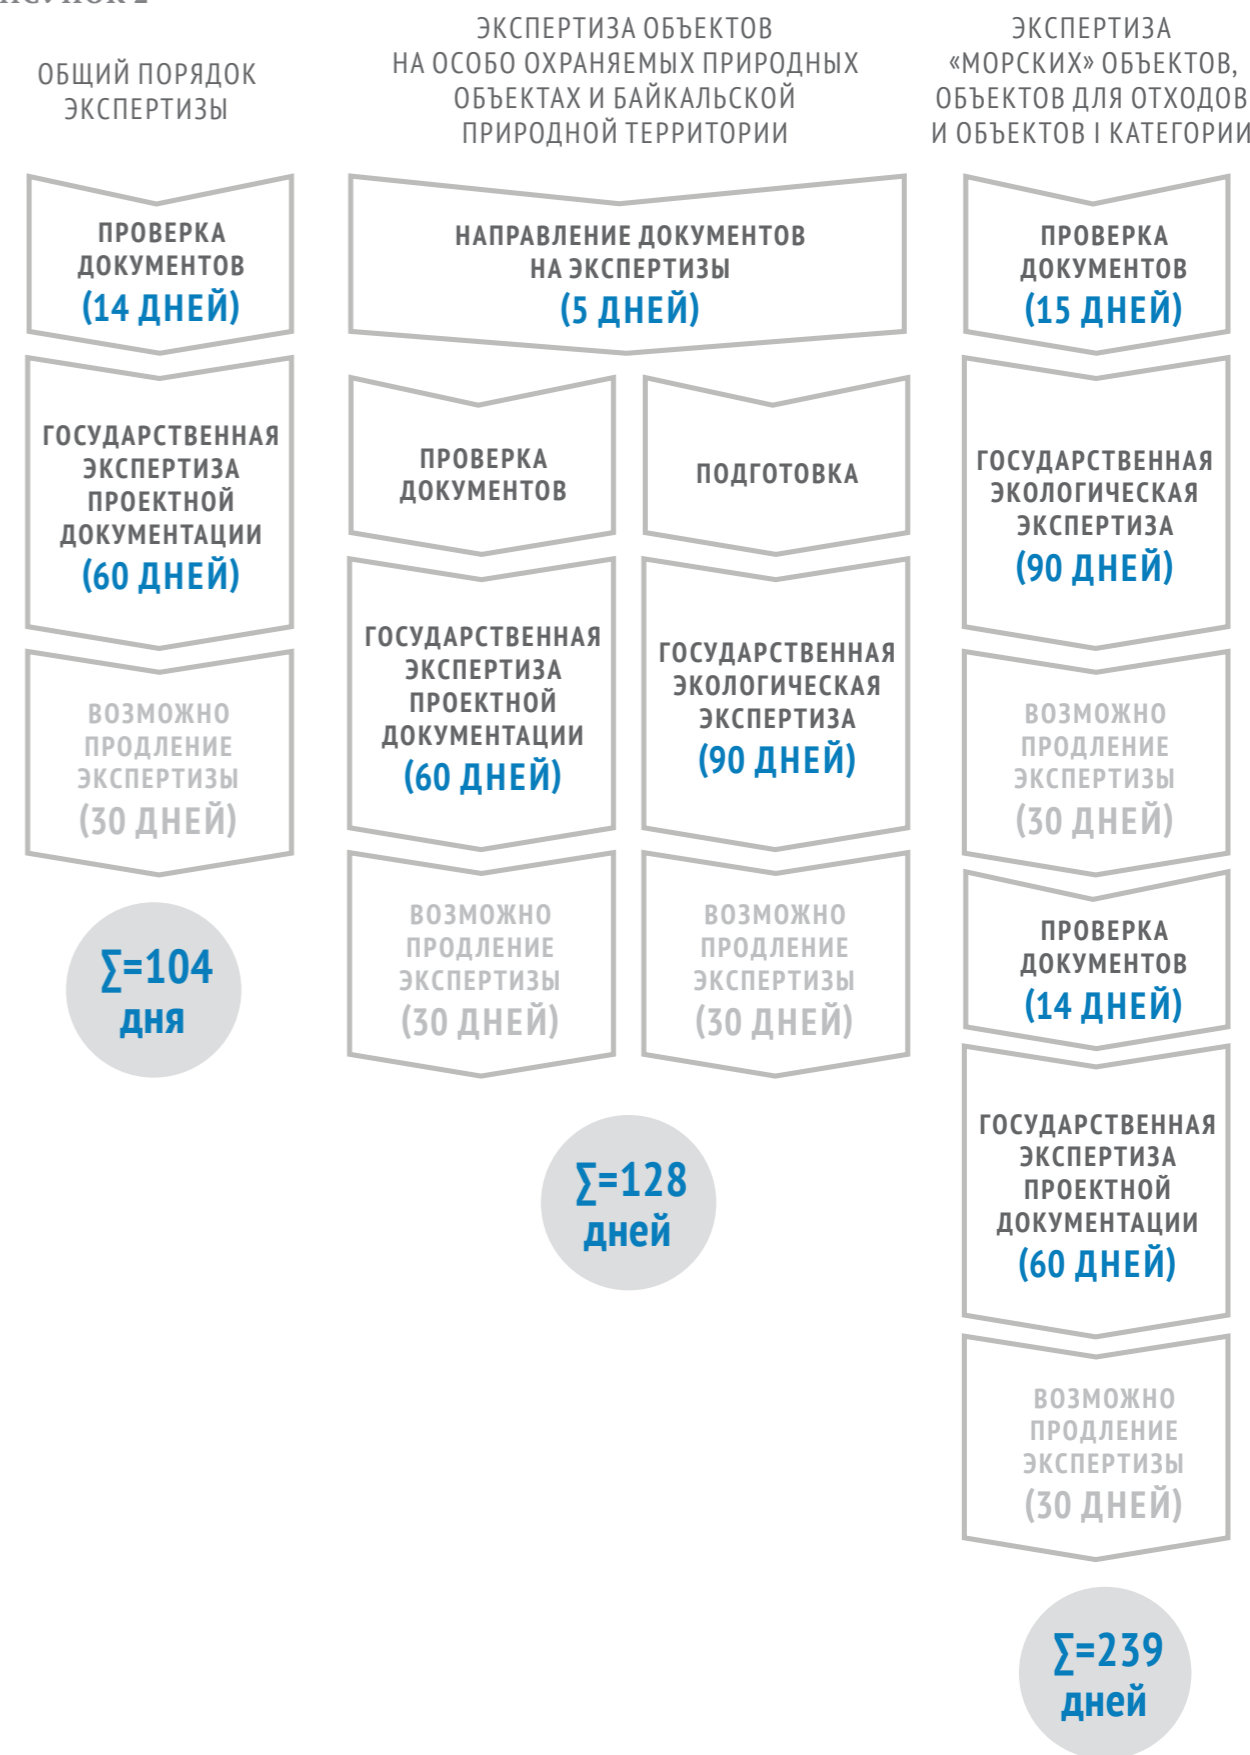 ОБЩИЙ ПОРЯДОК
ЭКСПЕРТИЗЫ
ПРОВЕРКА
ДОКУМЕНТОВ
(14 ДНЕЙ)
ГОСУДАРСТВЕННАЯ
ЭКСПЕРТИЗА
ПРОЕКТНОЙ
ДОКУМЕНТАЦИИ
(60 ДНЕЙ)
ВОЗМОЖНО
ПРОДЛЕНИЕ
ЭКСПЕРТИЗЫ
(30 ДНЕЙ)
∑=104
дня
ЭКСПЕРТИЗА ОБЪЕКТОВ
НА ОСОБО ОХРАНЯЕМЫХ ПРИРОДНЫХ
ОБЪЕКТАХ И БАЙКАЛЬСКОЙ
ПРИРОДНОЙ ТЕРРИТОРИИ
НАПРАВЛЕНИЕ ДОКУМЕНТОВ
НА ЭКСПЕРТИЗЫ
(5 ДНЕЙ)
ПРОВЕРКА
ДОКУМЕНТОВ
ГОСУДАРСТВЕННАЯ
ЭКСПЕРТИЗА
ПРОЕКТНОЙ
ДОКУМЕНТАЦИИ
(60 ДНЕЙ)
ВОЗМОЖНО
ПРОДЛЕНИЕ
ЭКСПЕРТИЗЫ
(30 ДНЕЙ)
ПОДГОТОВКА
ГОСУДАРСТВЕННАЯ
ЭКОЛОГИЧЕСКАЯ
ЭКСПЕРТИЗА
(90 ДНЕЙ)
ВОЗМОЖНО
ПРОДЛЕНИЕ
ЭКСПЕРТИЗЫ
(30 ДНЕЙ)
∑=128
дней
ЭКСПЕРТИЗА
«МОРСКИХ» ОБЪЕКТОВ,
ОБЪЕКТОВ ДЛЯ ОТХОДОВ
И ОБЪЕКТОВ I КАТЕГОРИИ
ПРОВЕРКА
ДОКУМЕНТОВ
(15 ДНЕЙ)
ГОСУДАРСТВЕННАЯ
ЭКОЛОГИЧЕСКАЯ
ЭКСПЕРТИЗА
(90 ДНЕЙ)
ВОЗМОЖНО
ПРОДЛЕНИЕ
ЭКСПЕРТИЗЫ
(30 ДНЕЙ)
ПРОВЕРКА
ДОКУМЕНТОВ
(14 ДНЕЙ)
ГОСУДАРСТВЕННАЯ
ЭКСПЕРТИЗА
ПРОЕКТНОЙ
ДОКУМЕНТАЦИИ
(60 ДНЕЙ)
ВОЗМОЖНО
ПРОДЛЕНИЕ
ЭКСПЕРТИЗЫ
(30 ДНЕЙ)
∑=239
дней